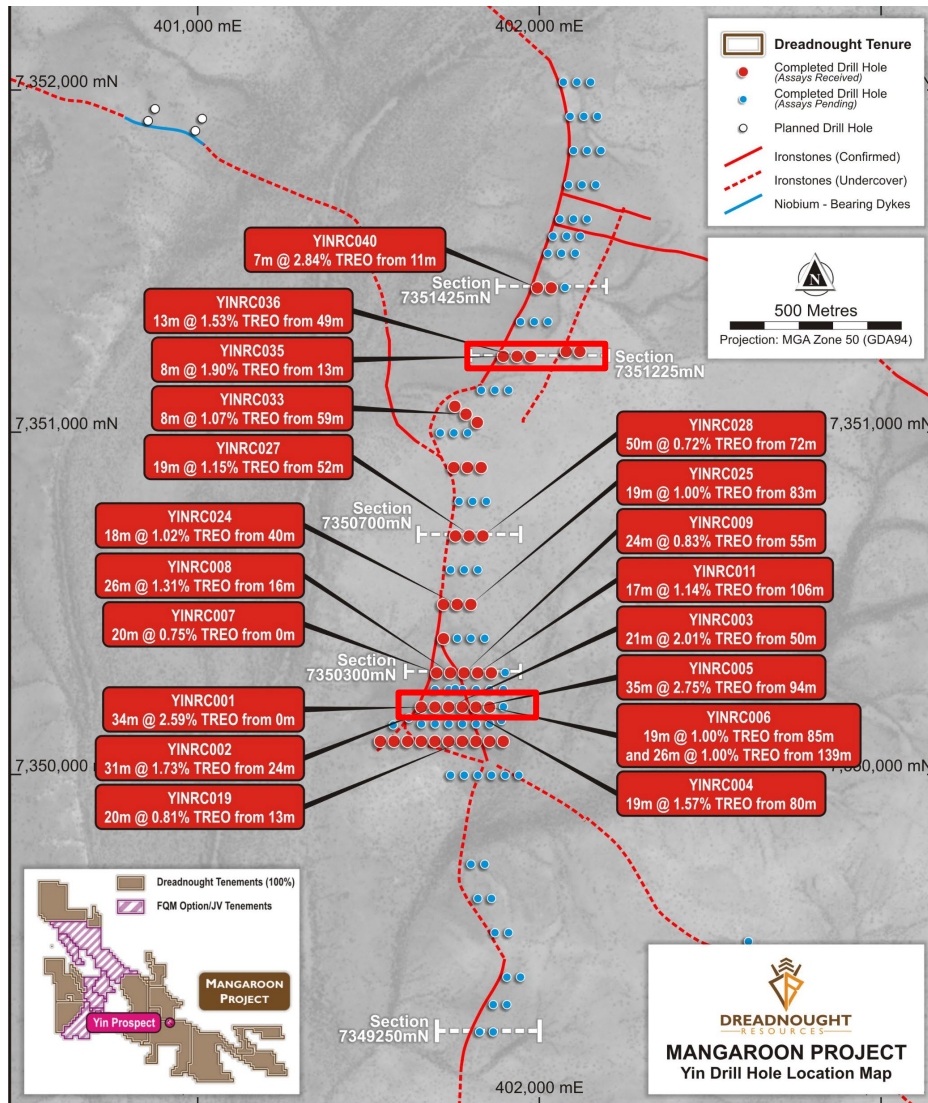 401,000 mE
402,000 mE
7,352,000 mN
Dreadnought Tenure
Completed Drill Hole
(Assays Received)
Completed Drill Hole
(Assays Pending)
Planned Drill Hole
Ironstones (Confirmed)
Ironstones (Undercover)
Niobium - Bearing Dykes
N
500 Metres
Projection: MGA Zone 50 (GDA94)
YINRC040
7m @ 2.84% TREO from 11m
Section
7351425mN
YINRC036
13m @ 1.53% TREO from 49m
YINRC035
8m @ 1.90% TREO from 13m
Section
7351225mN
YINRC033
8m @ 1.07% TREO from 59m
7,351,000 mN
7,351,000 mN
YINRC027
19m @ 1.15% TREO from 52m
YINRC028
50m @ 0.72% TREO from 72m
YINRC025
19m @ 1.00% TREO from 83m
Section
7350700mN
YINRC024
18m @ 1.02% TREO from 40m
YINRC009
24m @ 0.83% TREO from 55m
YINRC008
26m @ 1.31% TREO from 16m
YINRC011
17m @ 1.14% TREO from 106m
YINRC007
20m @ 0.75% TREO from 0m
YINRC003
21m @ 2.01% TREO from 50m
Section
7350300mN
YINRC005
35m @ 2.75% TREO from 94m
YINRC001
34m @ 2.59% TREO from 0m
YINRC006
19m @ 1.00% TREO from 85m
and 26m @ 1.00% TREO from 139m
YINRC002
31m @ 1.73% TREO from 24m
7,350,000 mN
YINRC004
19m @ 1.57% TREO from 80m
YINRC019
20m @ 0.81% TREO from 13m
Dreadnought Tenements (100%)
FQM Option/JV Tenements
MANGAROON
PROJECT
Yin Prospect
Section
7349250mN
DREADNOUGHT
RESOURCES
MANGAROON PROJECT
Yin Drill Hole Location Map
402,000 mE